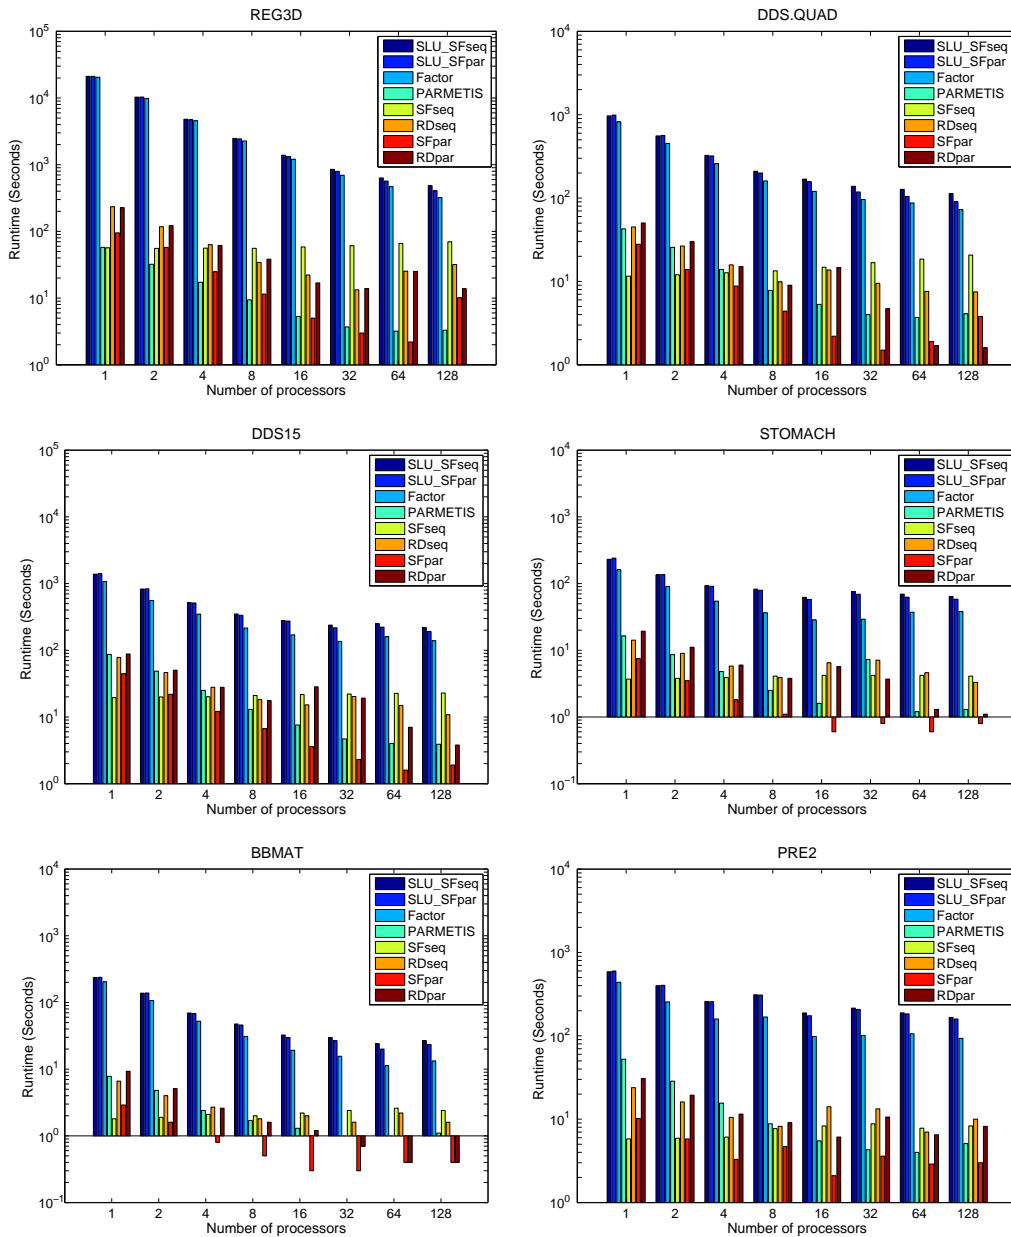 REG3D
10^5
10^4
10^3
10^2
10^1
10^0
Runtime (Seconds)
SLU_SFseq
SLU_SFpar
Factor
PARMETIS
SFseq
RDseq
SFpar
RDpar
1 2 4 8 16 32 64 128
Number of processors
DDS.QUAD
10^4
10^3
10^2
10^1
10^0
Runtime (Seconds)
SLU_SFseq
SLU_SFpar
Factor
PARMETIS
SFseq
RDseq
SFpar
RDpar
1 2 4 8 16 32 64 128
Number of processors
DDS15
10^5
10^4
10^3
10^2
10^1
10^0
Runtime (Seconds)
SLU_SFseq
SLU_SFpar
Factor
PARMETIS
SFseq
RDseq
SFpar
RDpar
1 2 4 8 16 32 64 128
Number of processors
STOMACH
10^4
10^3
10^2
10^1
10^0
10^−1
Runtime (Seconds)
SLU_SFseq
SLU_SFpar
Factor
PARMETIS
SFseq
RDseq
SFpar
RDpar
1 2 4 8 16 32 64 128
Number of processors
BBMAT
10^4
10^3
10^2
10^1
10^0
10^−1
Runtime (Seconds)
SLU_SFseq
SLU_SFpar
Factor
PARMETIS
SFseq
RDseq
SFpar
RDpar
1 2 4 8 16 32 64 128
Number of processors
PRE2
10^4
10^3
10^2
10^1
10^0
Runtime (Seconds)
SLU_SFseq
SLU_SFpar
Factor
PARMETIS
SFseq
RDseq
SFpar
RDpar
1 2 4 8 16 32 64 128
Number of processors